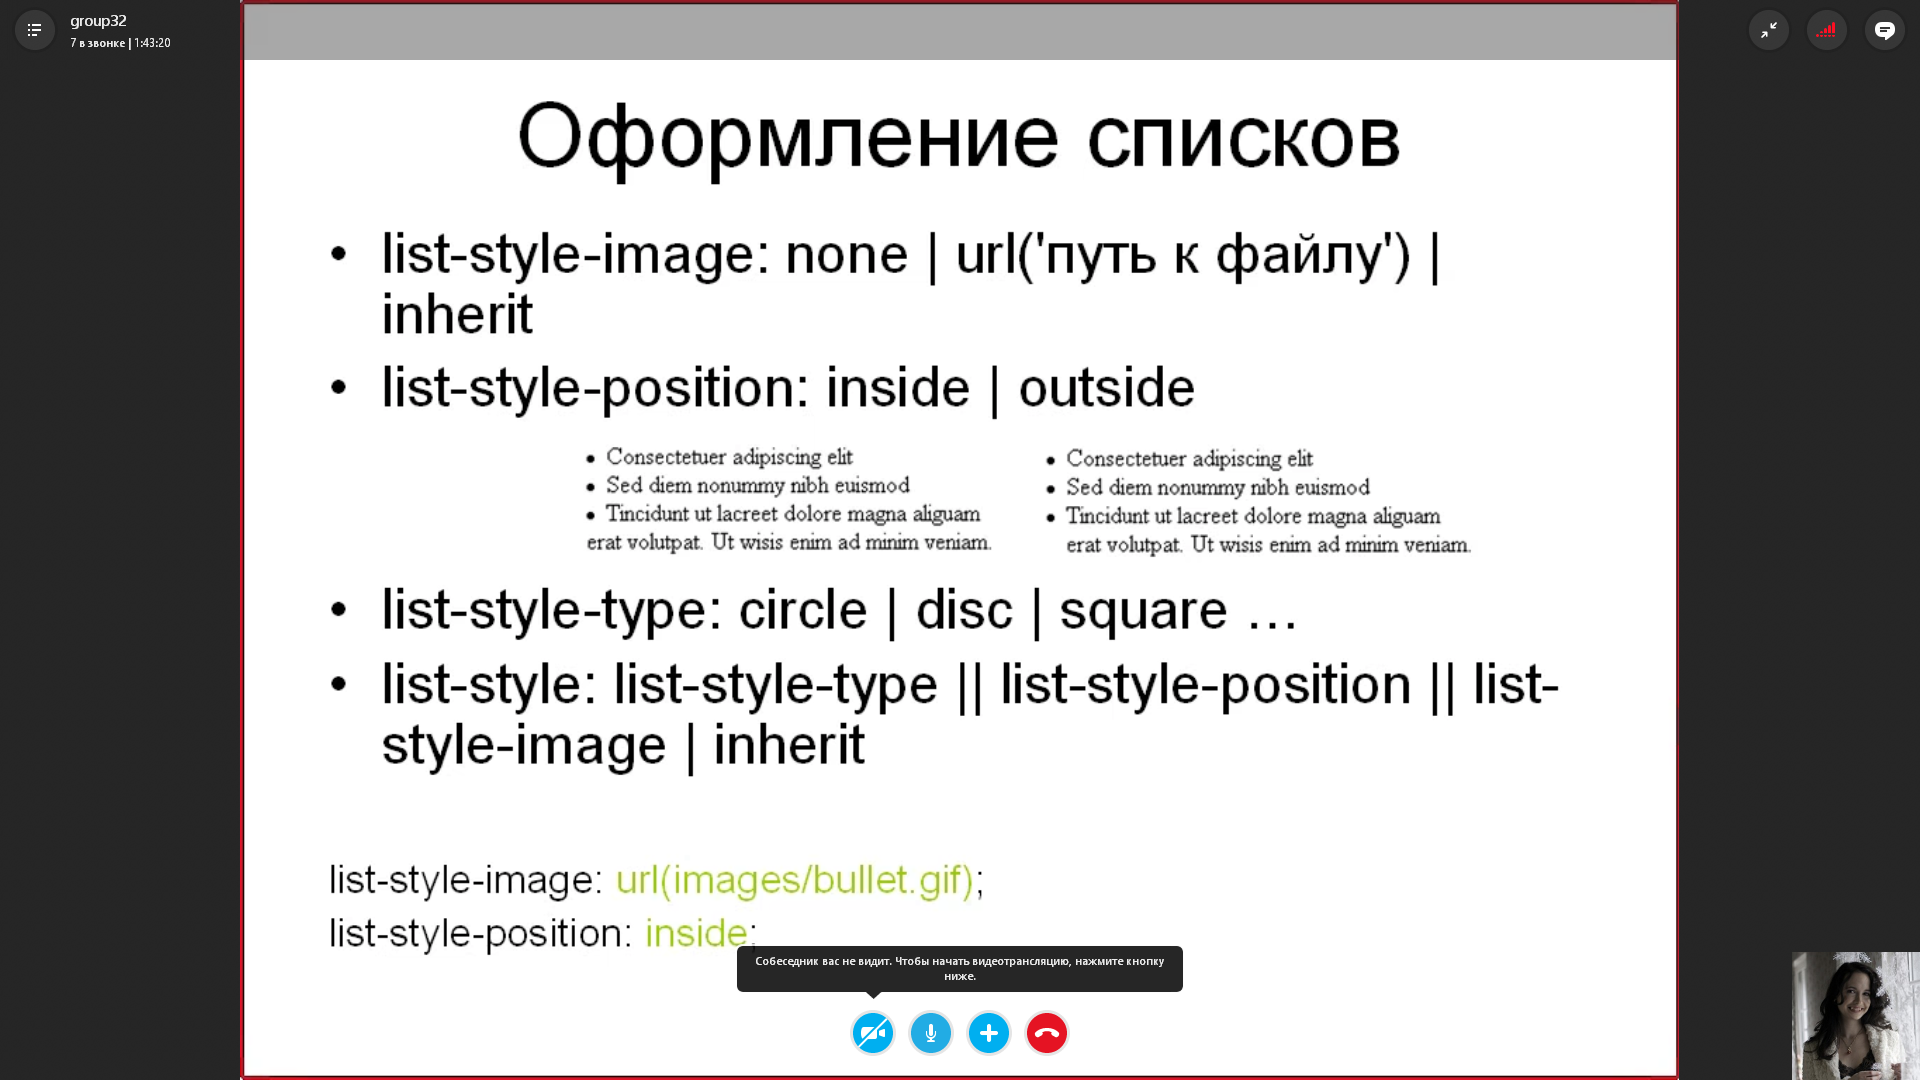 group32
7 в звонке | 1:43:20
Оформление списков
• list-style-image: none | url('путь к файлу') |
inherit
• list-style-position: inside | outside
• Consectetuer adipiscing elit
• Sed diem nonummy nibh euismod
• Tincidunt ut lacreet dolore magna aliguam
erat volutpat. Ut wisis enim ad minim veniam.
• Consectetuer adipiscing elit
• Sed diem nonummy nibh euismod
• Tincidunt ut lacreet dolore magna aliguam
erat volutpat. Ut wisis enim ad minim veniam.
• list-style-type: circle | disc | square …
• list-style: list-style-type || list-style-position || list-
style-image | inherit
list-style-image: url(images/bullet.gif);
list-style-position: inside;
Собеседник вас не видит. Чтобы начать видеотрансляцию, нажмите кнопку
ниже.